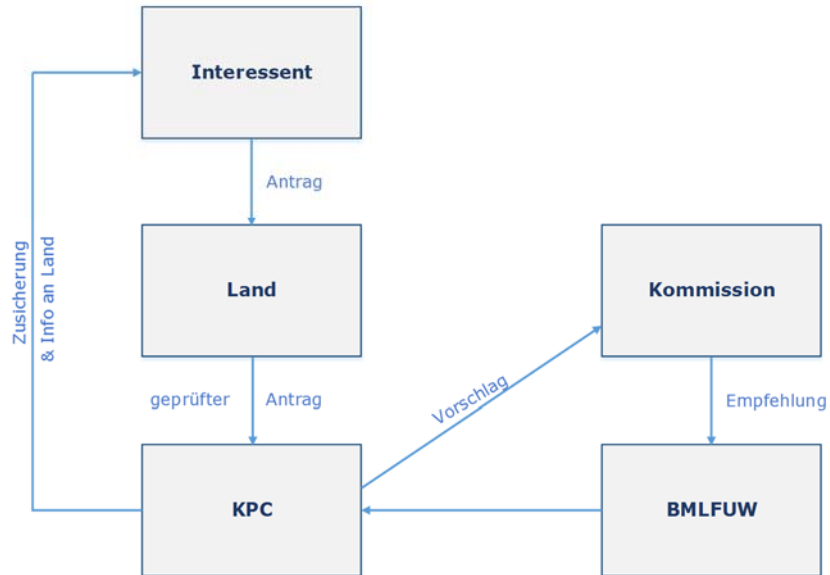 Interessent
Antrag
Land
Kommission
Zusicherung
& Info an Land
geprüfter Antrag
Vorschlag
Empfehlung
KPC
BMLFUW